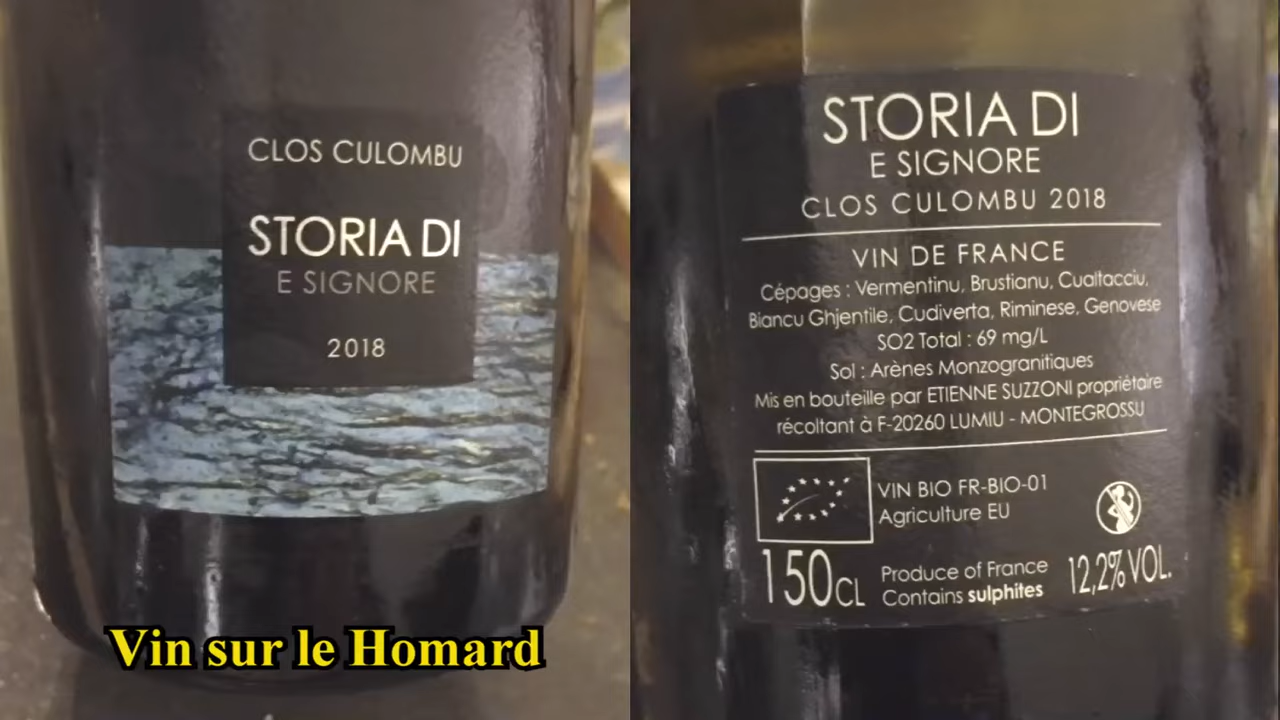 CLOS CULOMBU
STORIA DI
E SIGNORE
2018
Vin sur le Homard
STORIA DI
E SIGNORE
CLOS CULOMBU 2018
VIN DE FRANCE
Cépages : Vermentinu, Brustianu, Cualtacciu,
Biancu Ghjentile, Cudiverta, Riminese, Genovese
SO2 Total : 69 mg/L
Sol : Arènes Monzogranitiques
Mis en bouteille par ETIENNE SUZZONI propriétaire
récoltant à F-20260 LUMIU - MONTEGROSSU
VIN BIO FR-BIO-01
Agriculture EU
150CL
Produce of France
Contains sulphites
12,2% VOL.